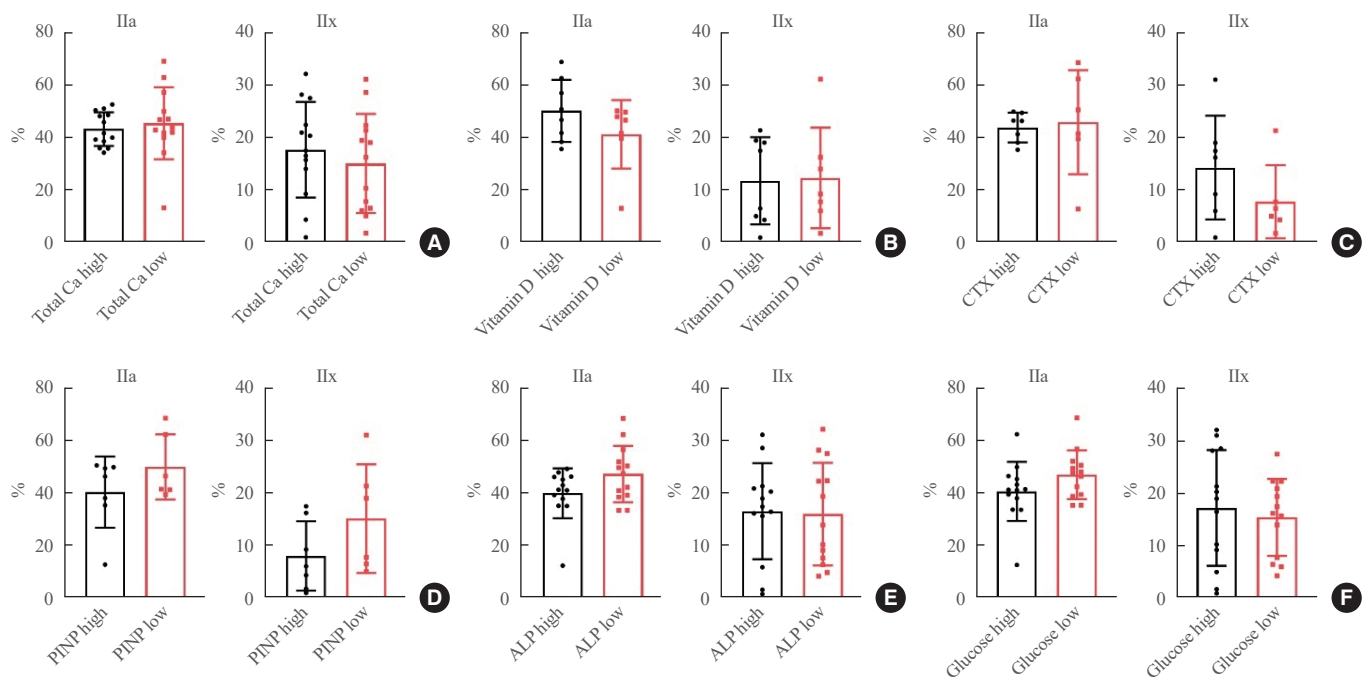 IIa
80
60
40
20
0
%
Total Ca high
Total Ca low
IIx
40
30
20
10
0
%
Total Ca high
Total Ca low
A
IIa
80
60
40
20
0
%
Vitamin D high
Vitamin D low
IIx
40
30
20
10
0
%
Vitamin D high
Vitamin D low
B
IIa
80
60
40
20
0
%
CTX high
CTX low
IIx
40
30
20
10
0
%
CTX high
CTX low
C
IIa
80
60
40
20
0
%
PINP high
PINP low
IIx
40
30
20
10
0
%
PINP high
PINP low
D
IIa
80
60
40
20
0
%
ALP high
ALP low
IIx
40
30
20
10
0
%
ALP high
ALP low
E
IIa
80
60
40
20
0
%
Glucose high
Glucose low
IIx
40
30
20
10
0
%
Glucose high
Glucose low
F